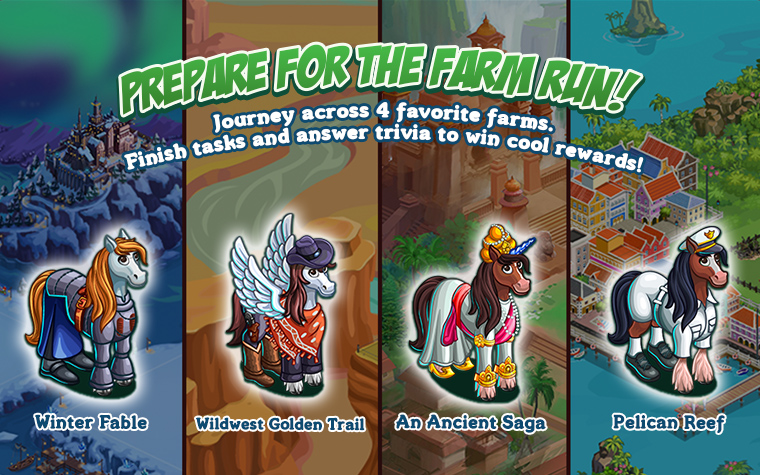 PREPARE FOR THE FARM RUN!
Journey across 4 favorite farms.
Finish tasks and answer trivia to win cool rewards!
Winter Fable
Wildwest Golden Trail
An Ancient Saga
Pelican Reef